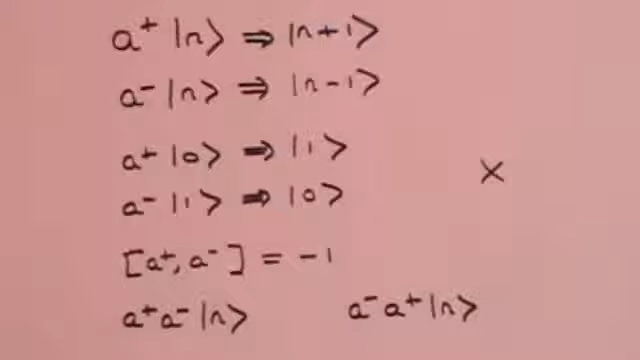 a⁺ |n⟩ ⇒ |n+1⟩
a⁻ |n⟩ ⇒ |n-1⟩
a⁺ |0⟩ ⇒ |1⟩
a⁻ |1⟩ ⇒ |0⟩
×
[a⁺, a⁻] = -1
a⁺a⁻|n⟩ a⁻a⁺|n⟩